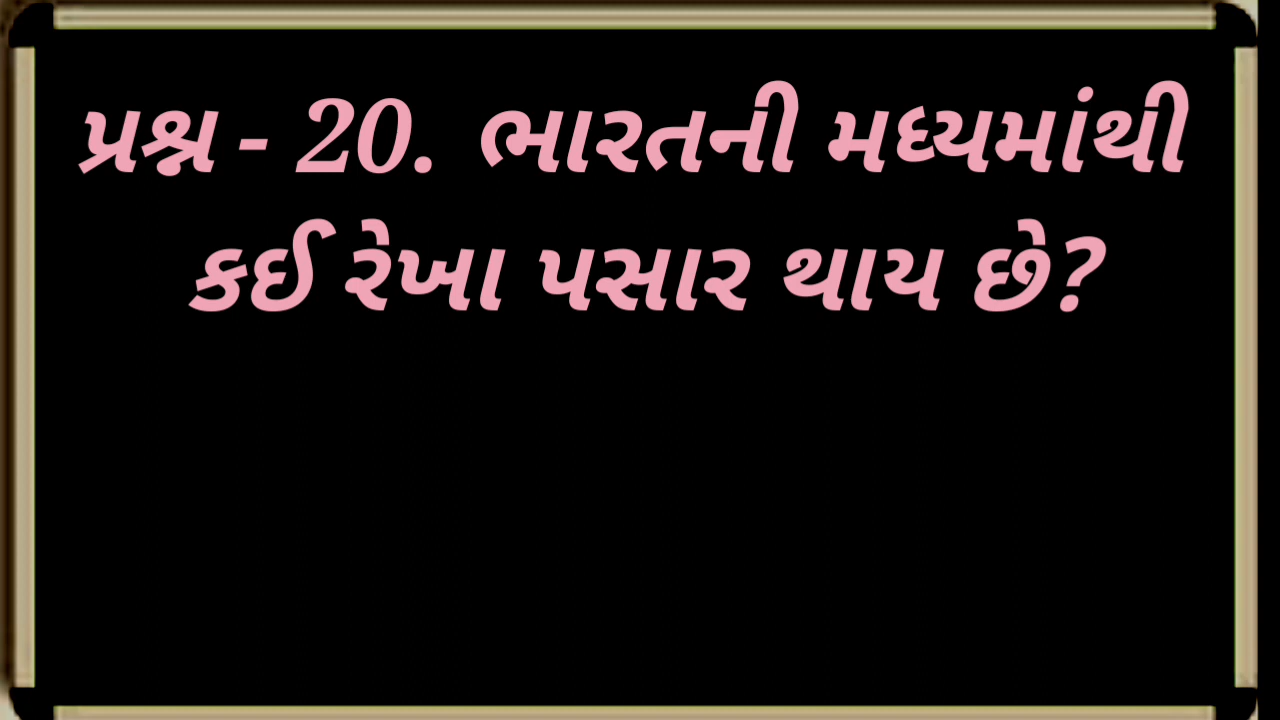 પ્રશ્ન - 20. ભારતની મધ્યમાંથી
કઈ રેખા પસાર થાય છે?